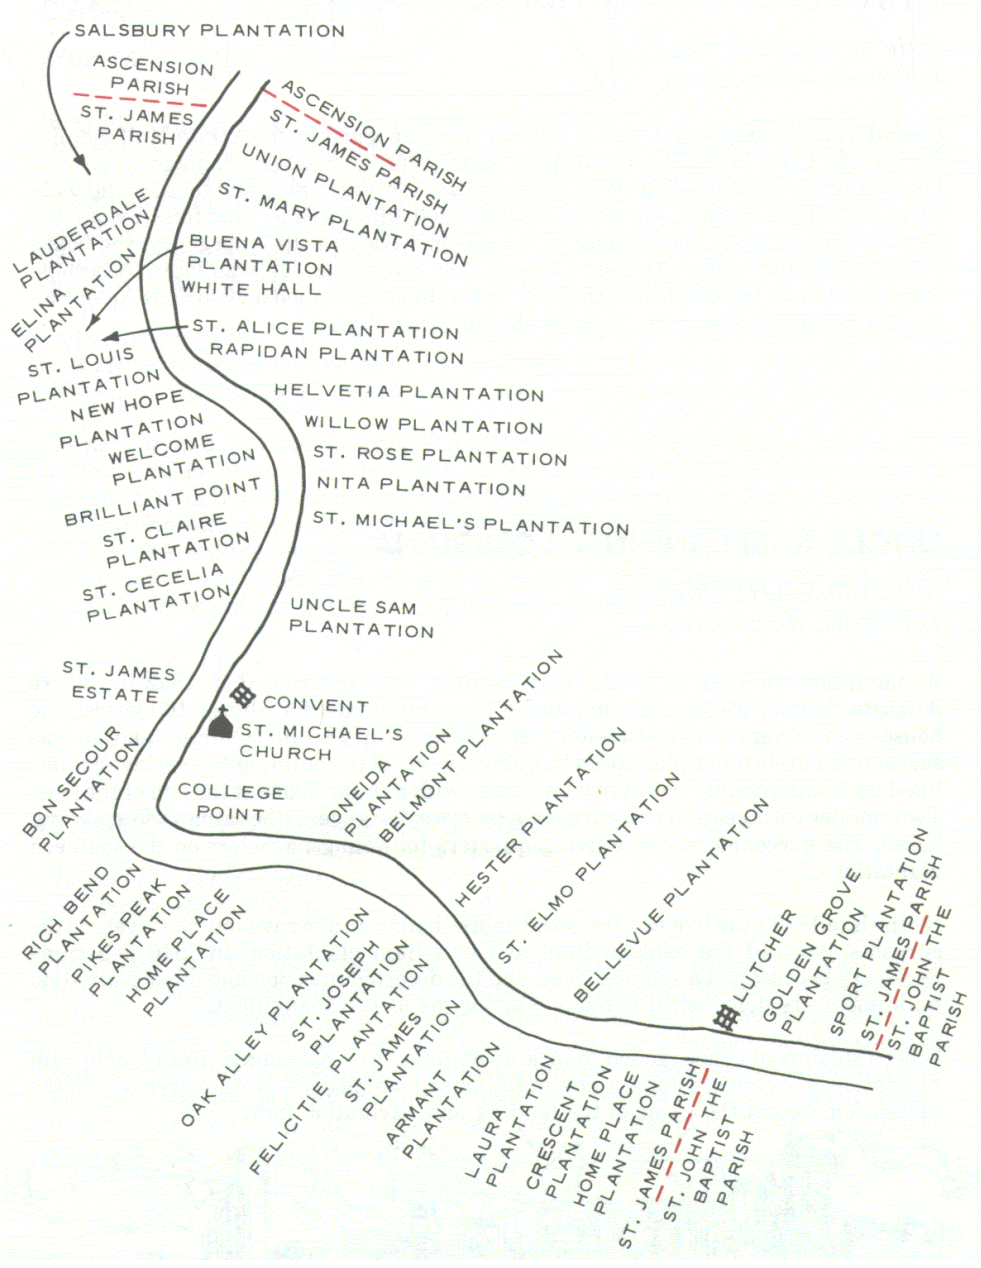 SALSBURY PLANTATION
ASCENSION
PARISH
ST. JAMES
PARISH
ASCENSION PARISH
ST. JAMES PARISH
UNION PLANTATION
ST. MARY PLANTATION
LAUDERDALE
PLANTATION
ELINA
PLANTATION
BUENA VISTA
PLANTATION
WHITE HALL
ST. ALICE PLANTATION
RAPIDAN PLANTATION
ST. LOUIS
PLANTATION
NEW HOPE
PLANTATION
WELCOME
PLANTATION
BRILLIANT POINT
ST. CLAIRE
PLANTATION
ST. CECELIA
PLANTATION
HELVETIA PLANTATION
WILLOW PLANTATION
ST. ROSE PLANTATION
NITA PLANTATION
ST. MICHAEL'S PLANTATION
UNCLE SAM
PLANTATION
ST. JAMES
ESTATE
CONVENT
ST. MICHAEL'S
CHURCH
COLLEGE
POINT
BON SECOUR
PLANTATION
ONEIDA
PLANTATION
BELMONT PLANTATION
HESTER PLANTATION
ST. ELMO PLANTATION
BELLEVUE PLANTATION
LUTCHER
GOLDEN GROVE
PLANTATION
SPORT PLANTATION
ST. JAMES PARISH
ST. JOHN THE
BAPTIST
PARISH
RICH BEND
PLANTATION
PIKES PEAK
PLANTATION
HOME PLACE
PLANTATION
OAK ALLEY PLANTATION
ST. JOSEPH
PLANTATION
FELICITIE PLANTATION
ST. JAMES
PLANTATION
ARMANT
PLANTATION
LAURA
PLANTATION
CRESCENT
PLANTATION
HOME PLACE
PLANTATION
ST. JAMES PARISH
ST. JOHN THE
BAPTIST
PARISH